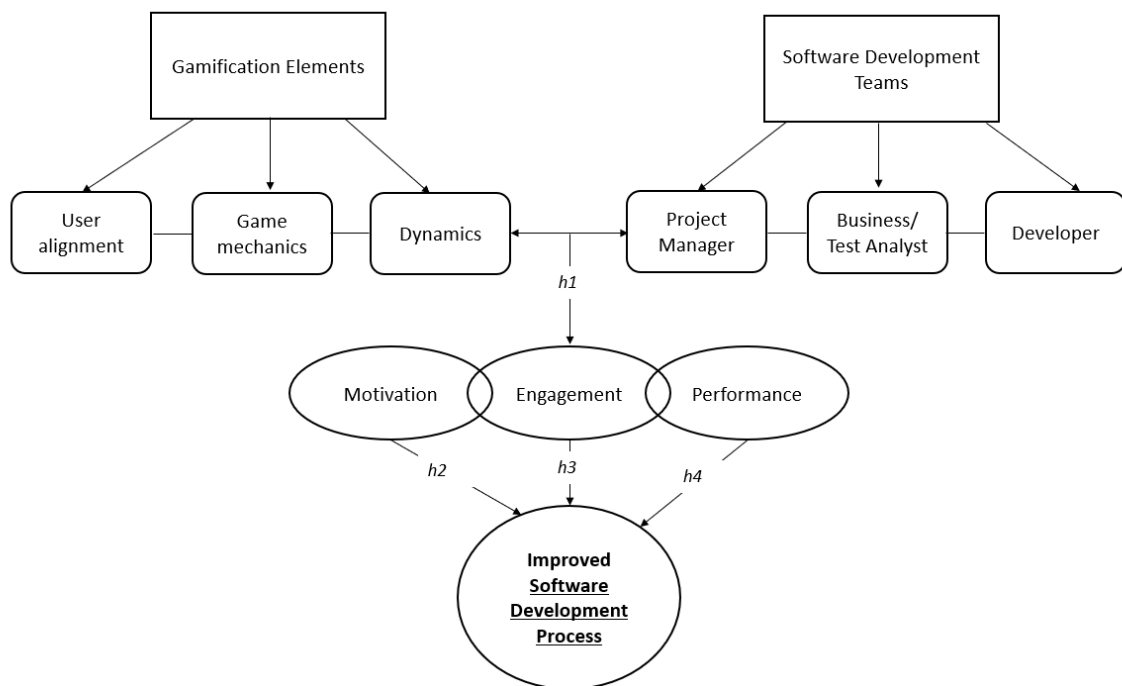 Gamification Elements
Software Development
Teams
User
alignment
Game
mechanics
Dynamics
Project
Manager
Business/
Test Analyst
Developer
h1
Motivation
Engagement
Performance
h2
h3
h4
Improved
Software
Development
Process